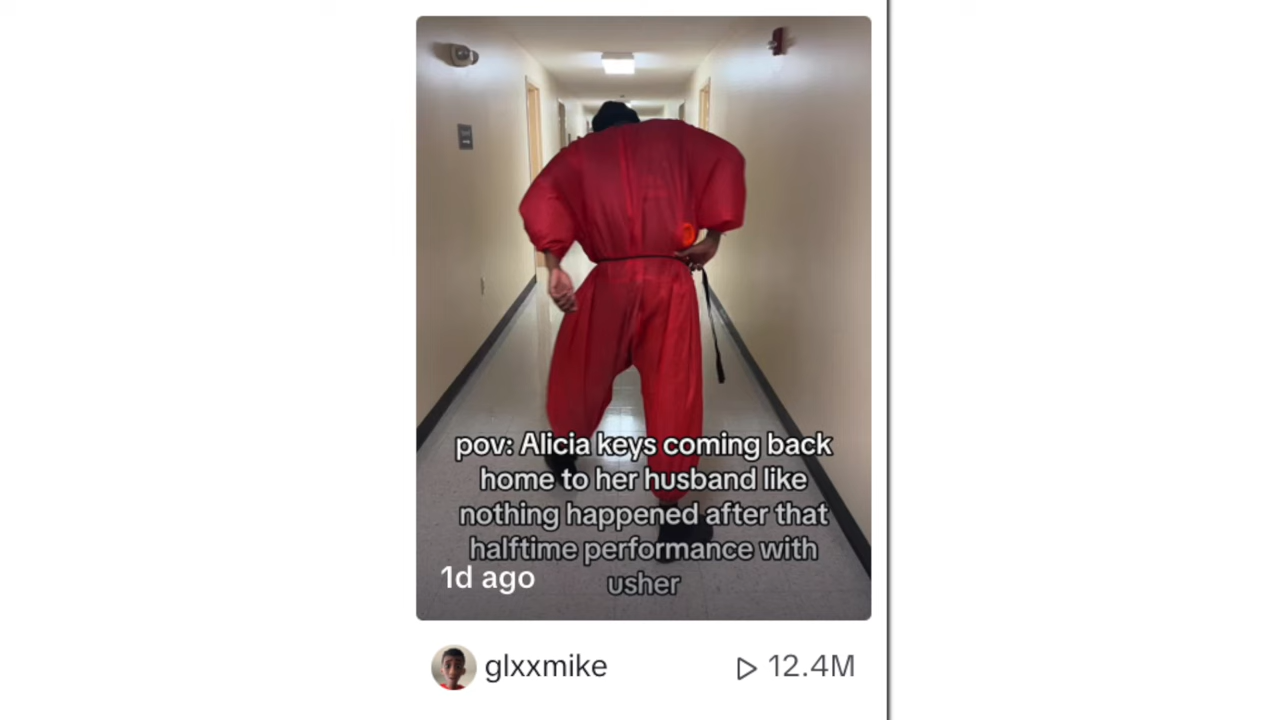 pov: Alicia keys coming back
home to her husband like
nothing happened after that
halftime performance with
usher
1d ago
glxxmike
12.4M